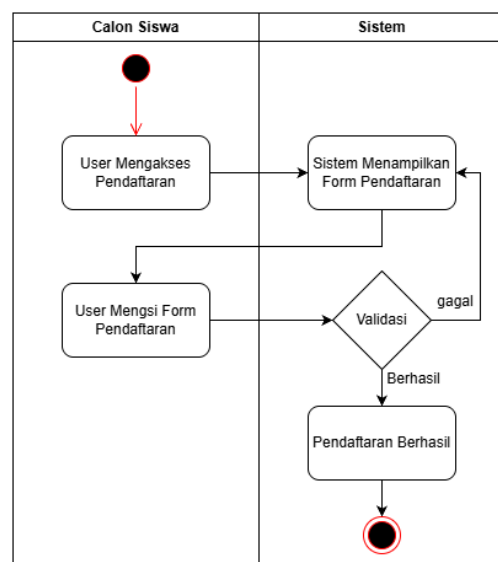 Calon Siswa
Sistem
User Mengakses
Pendaftaran
Sistem Menampilkan
Form Pendaftaran
User Mengsi Form
Pendaftaran
Validasi
gagal
Berhasil
Pendaftaran Berhasil